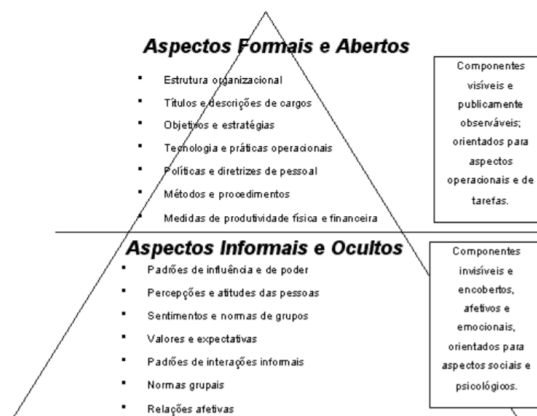 Aspectos Formais e Abertos
Estrutura organizacional
Títulos e descrições de cargos
Objetivos e estratégias
Tecnologia e práticas operacionais
Políticas e diretrizes de pessoal
Métodos e procedimentos
Medidas de produtividade física e financeira
Componentes
visíveis e
publicamente
observáveis;
orientados para
aspectos
operacionais e de
tarefas.
Aspectos Informais e Ocultos
Padrões de influência e de poder
Percepções e atitudes das pessoas
Sentimentos e normas de grupos
Valores e expectativas
Padrões de interações informais
Normas grupais
Relações afetivas
Componentes
invisíveis e
encobertos,
afetivos e
emocionais,
orientados para
aspectos sociais e
psicológicos.